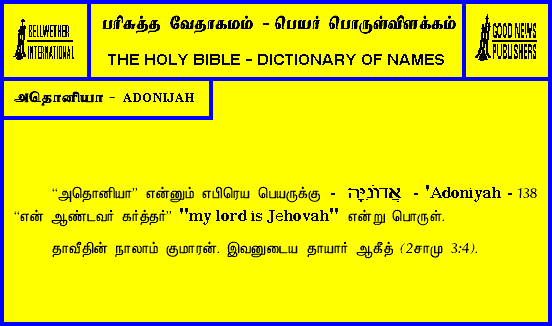 BELLWETHER
INTERNATIONAL
பரிசுத்த வேதாகமம் - பெயர் பொருள்விளக்கம்
THE HOLY BIBLE - DICTIONARY OF NAMES
GOOD NEWS
PUBLISHERS
அதொனியா - ADONIJAH
“அதொனியா” என்னும் எபிரெய பெயருக்கு - אֲדֹנִיָּה - 'Adoniyah - 138
“என் ஆண்டவர் கர்த்தர்” "my lord is Jehovah" என்று பொருள்.
தாவீதின் நாலாம் குமாரன். இவனுடைய தாயார் ஆகீத் (2சாமு 3:4).